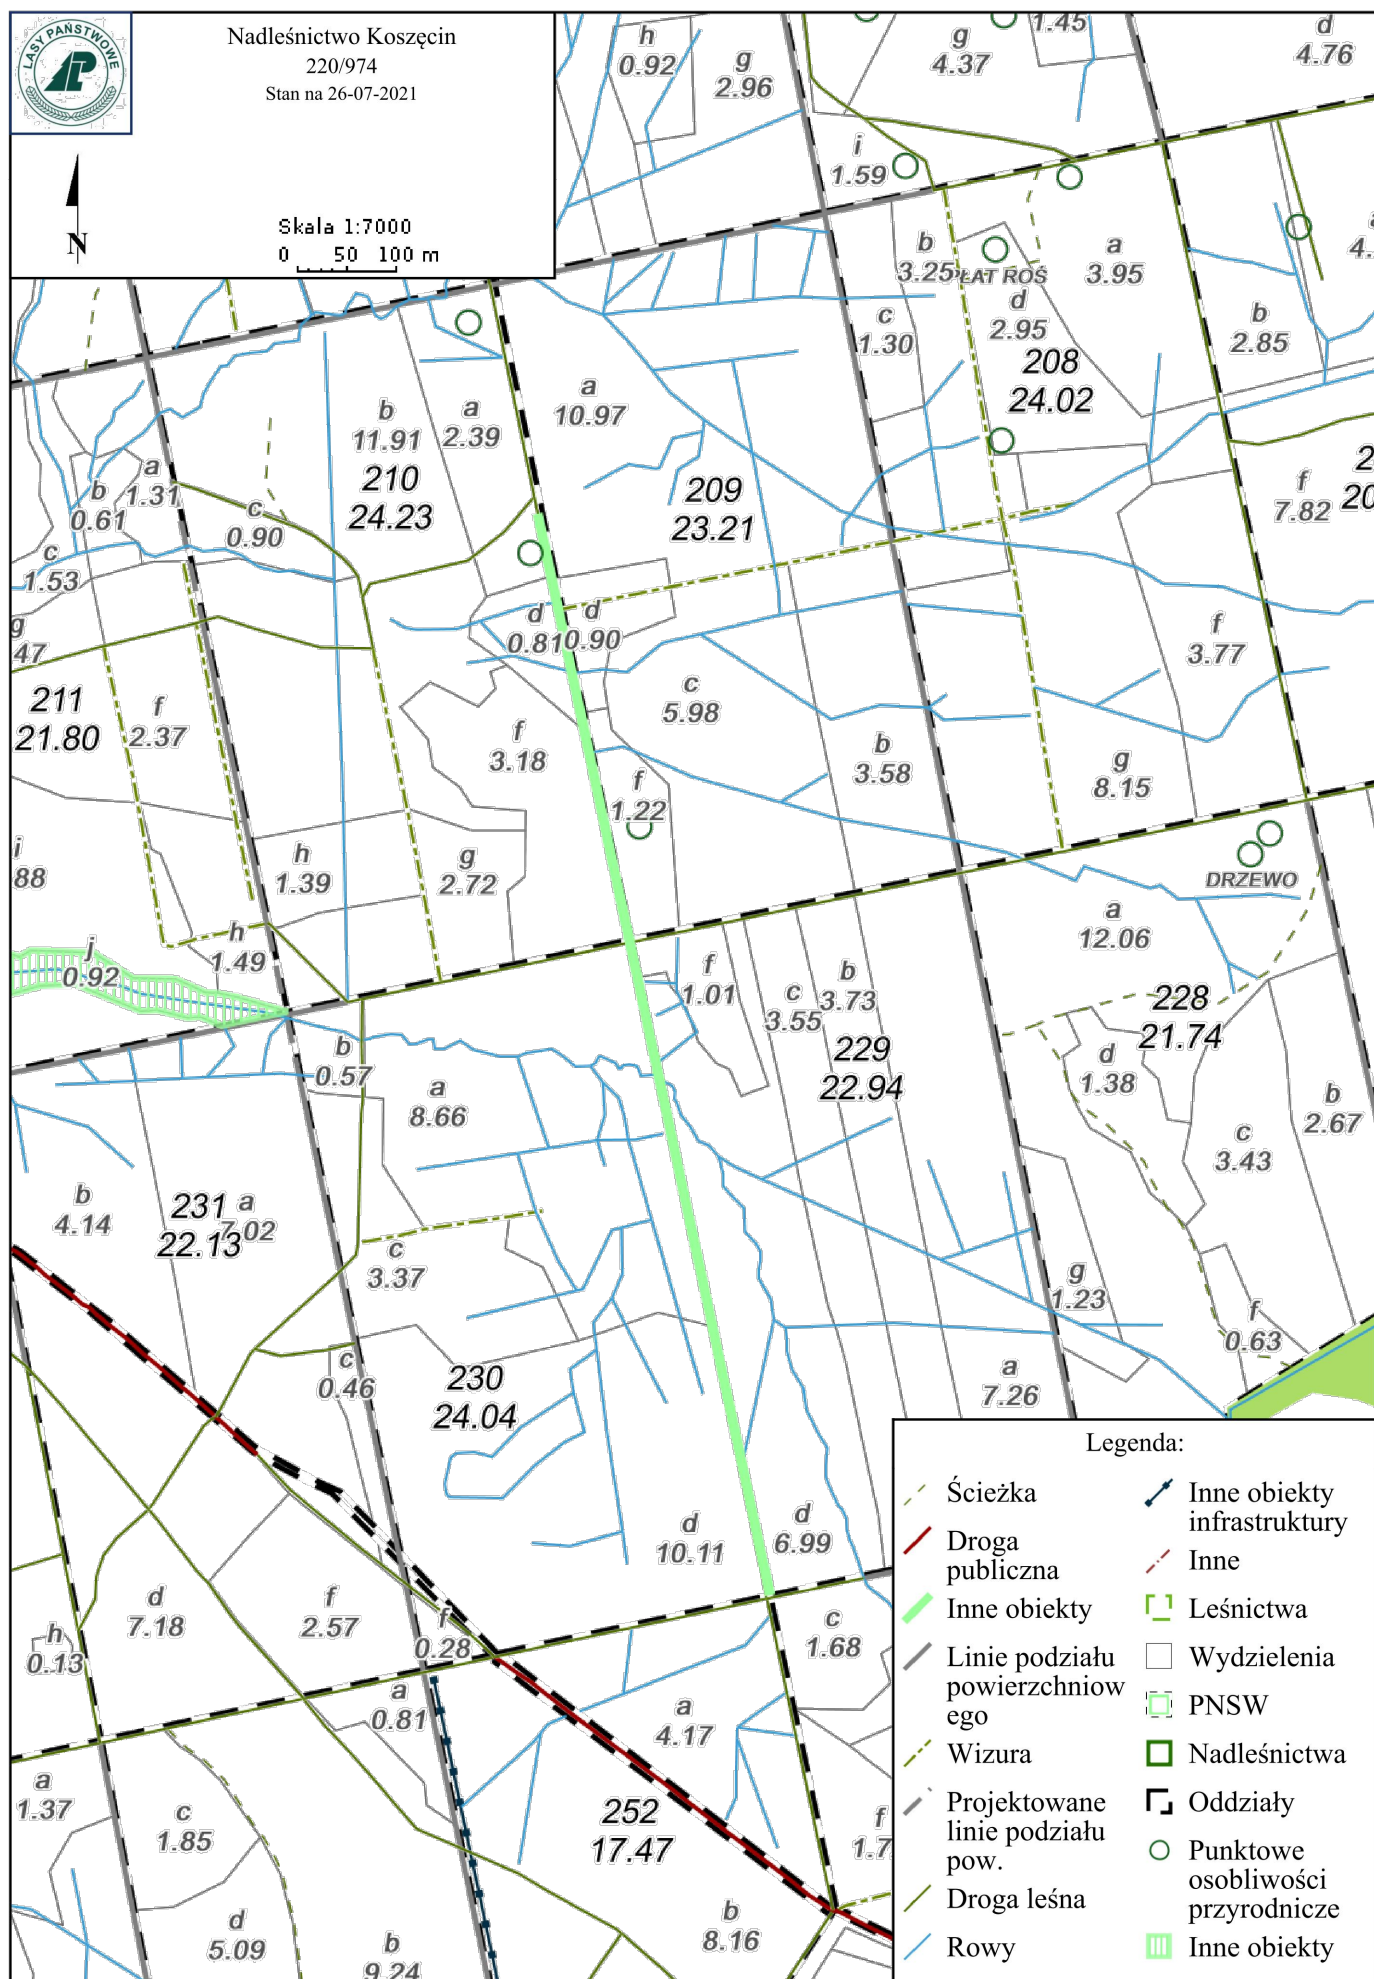 LASY PAŃSTWOWE
Nadleśnictwo Koszęcin
220/974
Stan na 26-07-2021
N
Skala 1:7000
0 50 100 m
h
0.92
g
2.96
g
4.37
1.45
d
4.76
i
1.59
b
3.25
PŁAT ROŚ
a
3.95
d
2.95
c
1.30
208
24.02
b
2.85
a
4.
b
11.91
a
2.39
a
10.97
210
24.23
209
23.21
a
1.31
b
0.61
c
0.90
c
1.53
f
7.82
2
20
g
47
d
0.81
d
0.90
f
3.77
211
21.80
f
2.37
c
5.98
f
3.18
b
3.58
g
8.15
f
1.22
i
88
h
1.39
g
2.72
DRZEWO
h
1.49
j
0.92
a
12.06
f
1.01
c
3.55
b
3.73
228
21.74
229
22.94
b
0.57
a
8.66
d
1.38
b
2.67
c
3.43
b
4.14
231
22.13
a
7.02
c
3.37
g
1.23
f
0.63
c
0.46
230
24.04
a
7.26
d
10.11
d
6.99
d
7.18
f
2.57
f
0.28
h
0.13
c
1.68
a
0.81
a
4.17
a
1.37
c
1.85
252
17.47
f
1.7
d
5.09
b
9.24
b
8.16
Legenda:
Ścieżka
Droga
publiczna
Inne obiekty
Linie podziału
powierzchniow
ego
Wizura
Projektowane
linie podziału
pow.
Droga leśna
Rowy
Inne obiekty
infrastruktury
Inne
Leśnictwa
Wydzielenia
PNSW
Nadleśnictwa
Oddziały
Punktowe
osobliwości
przyrodnicze
Inne obiekty